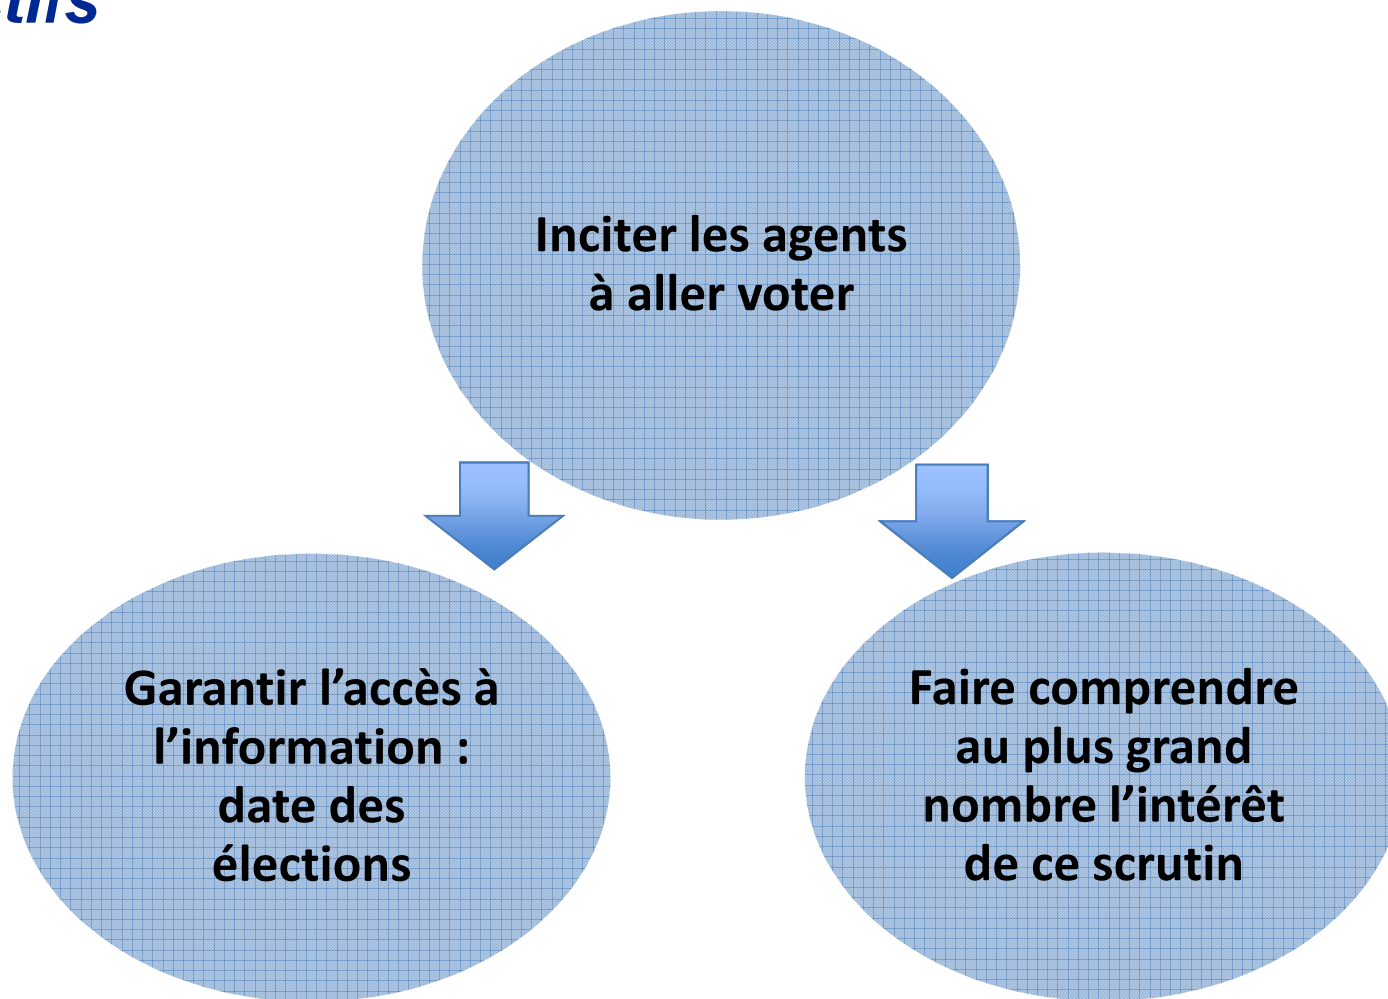 Inciter les agents
à aller voter
Garantir l’accès à
l’information :
date des
élections
Faire comprendre
au plus grand
nombre l’intérêt
de ce scrutin